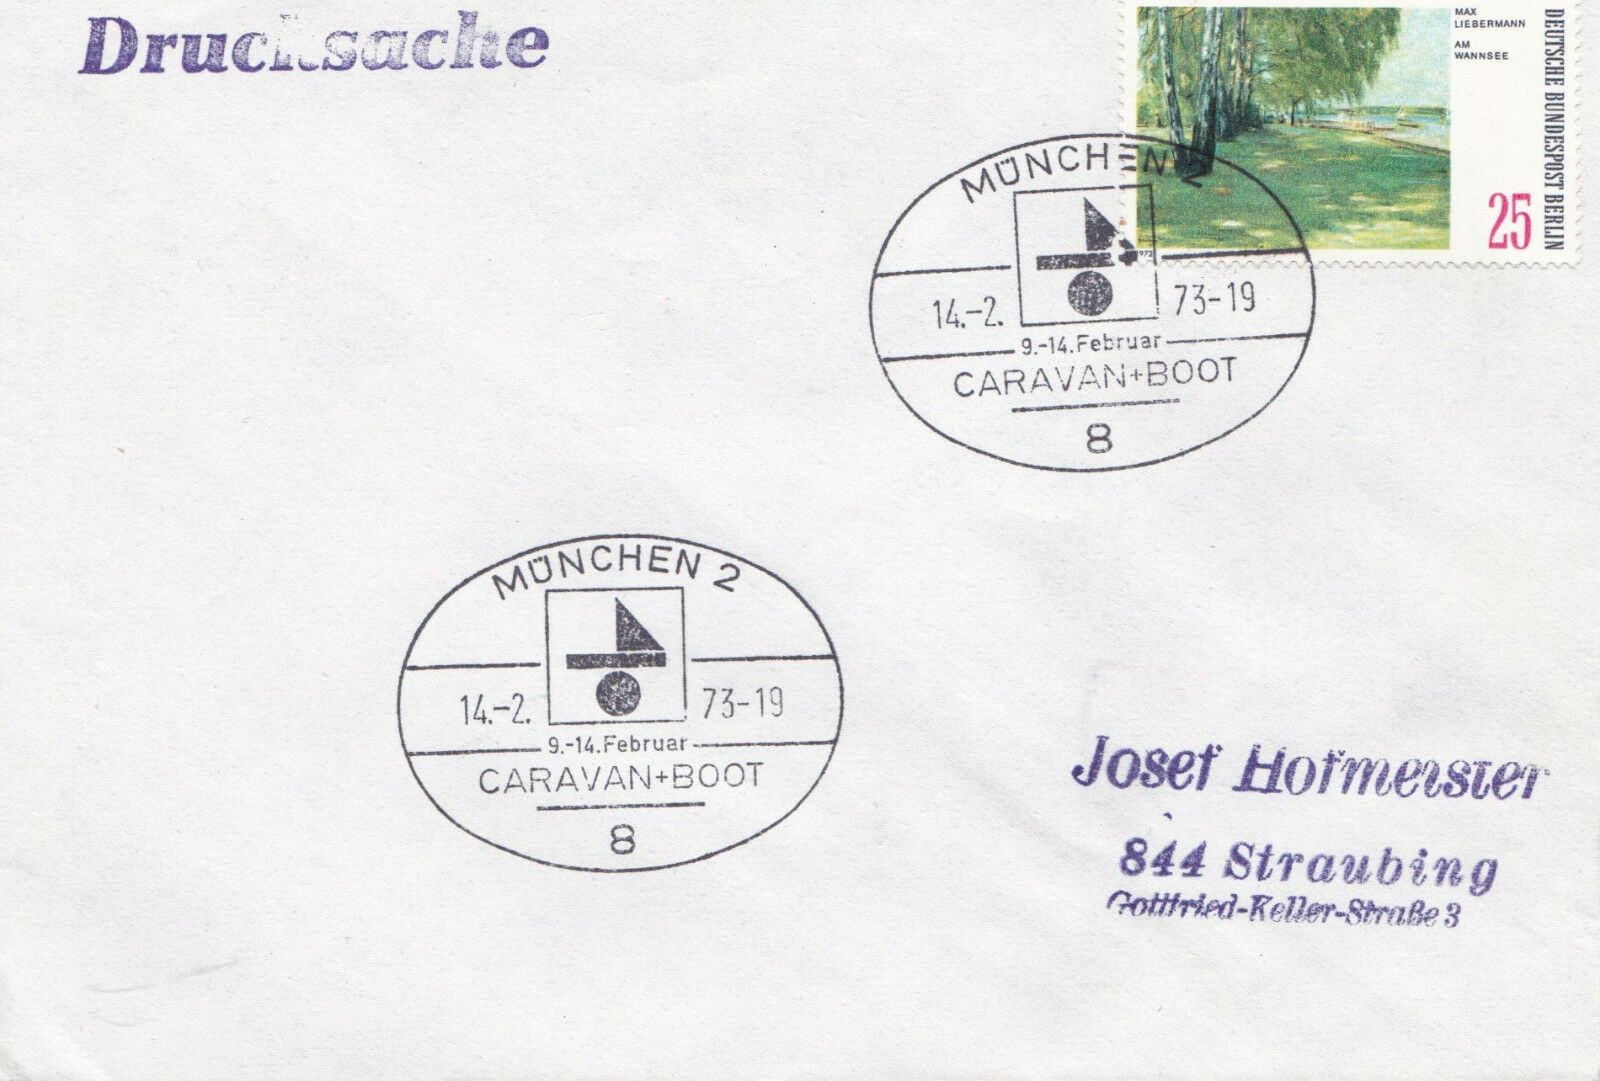 Drucksache
MAX
LIEBERMANN
AM
WANNSEE
DEUTSCHE BUNDESPOST BERLIN
25
1972
MÜNCHEN 2
14.-2. 73-19
9.-14. Februar
CARAVAN+BOOT
8
MÜNCHEN 2
14.-2. 73-19
9.-14. Februar
CARAVAN+BOOT
8
Josef Hofmeister
844 Straubing
Gottfried-Keller-Straße 3